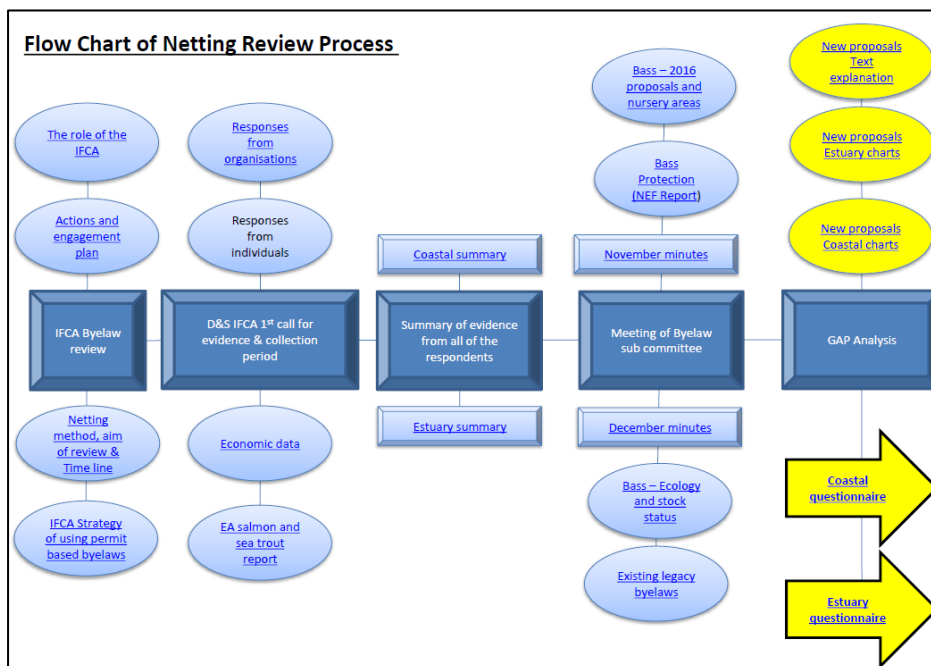 Flow Chart of Netting Review Process
The role of the
IFCA
Actions and
engagement
plan
IFCA Byelaw
review
Netting
method, aim
of review &
Time line
IFCA Strategy
of using permit
based byelaws
Responses
from
organisations
Responses
from
individuals
D&S IFCA 1st call for
evidence & collection
period
Economic data
EA salmon and
sea trout
report
Coastal summary
Summary of evidence
from all of the
respondents
Estuary summary
Bass – 2016
proposals and
nursery areas
Bass
Protection
(NEF Report)
November minutes
Meeting of Byelaw
sub committee
December minutes
Bass – Ecology
and stock
status
Existing legacy
byelaws
New proposals
Text
explanation
New proposals
Estuary charts
New proposals
Coastal charts
GAP Analysis
Coastal
questionnaire
Estuary
questionnaire